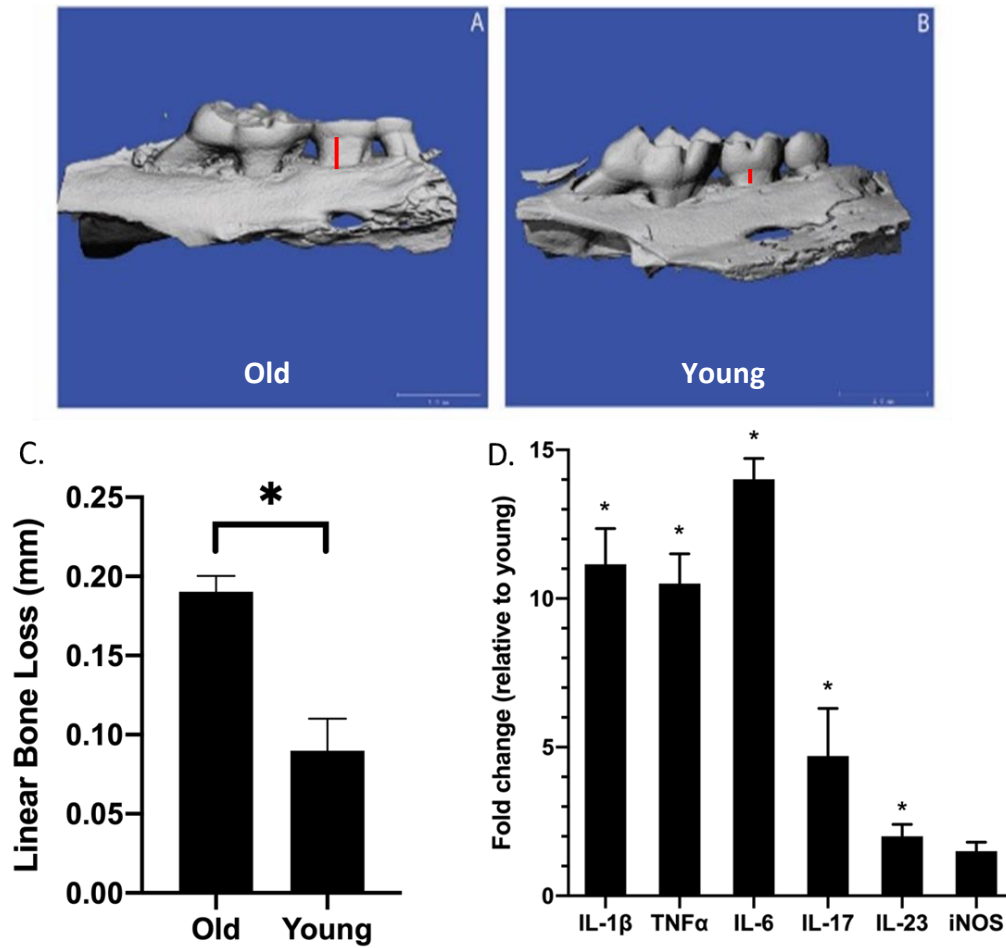 A
B
Old
Young
C.
Linear Bone Loss (mm)
0.25
0.20
0.15
0.10
0.05
0.00
*
Old Young
D.
Fold change (relative to young)
15
10
5
0
* * * * *
IL-1β TNFα IL-6 IL-17 IL-23 iNOS